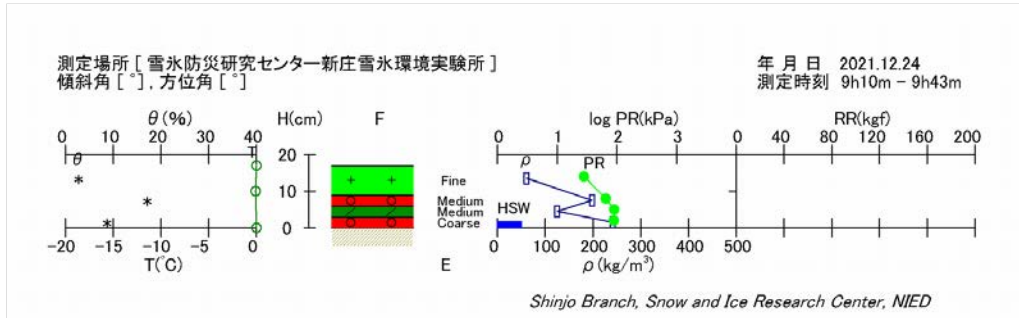 測定場所 [ 雪氷防災研究センター新庄雪氷環境実験所 ]
傾斜角 [ ° ] , 方位角 [ ° ]
年 月 日 2021.12.24
測定時刻 9h10m − 9h43m
θ(%) H(cm) F log PR(kPa) RR(kgf)
0 10 20 30 40 0 1 2 3 0 40 80 120 160 200
T 20
θ ρ PR
Fine
10
Medium
Medium
HSW
Coarse
0
−20 −15 −10 −5 0 0 100 200 300 400 500
T(°C) E ρ(kg/m³)
Shinjo Branch, Snow and Ice Research Center, NIED